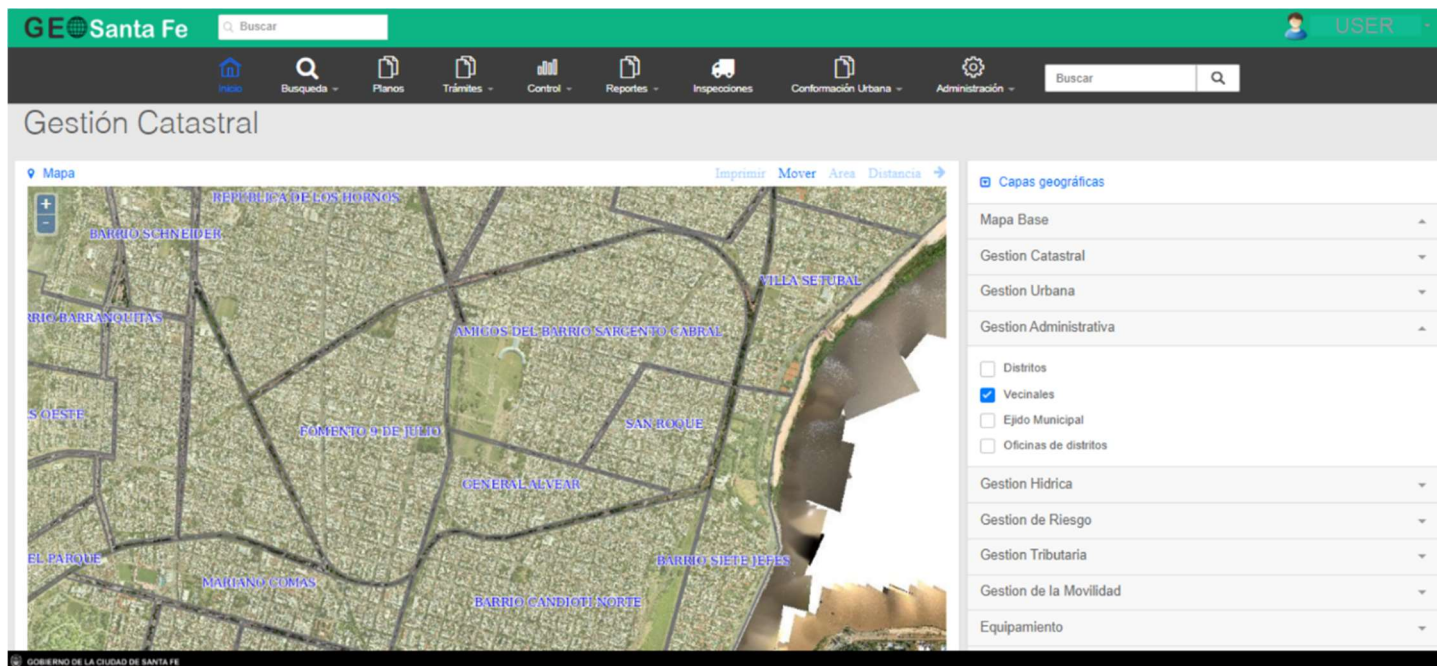 GEO Santa Fe
Buscar
USER
Inicio
Busqueda
Planos
Trámites
Control
Reportes
Inspecciones
Conformación Urbana
Administración
Buscar
Gestión Catastral
Mapa
Imprimir Mover Area Distancia
REPUBLICA DE LOS HORNOS
BARRIO SCHNEIDER
VILLA SETUBAL
RRIO BARRANQUITAS
AMIGOS DEL BARRIO SARGENTO CABRAL
S OESTE
SAN ROQUE
FOMENTO 9 DE JULIO
GENERAL ALVEAR
EL PARQUE
BARRIO SIETE JEFES
MARIANO COMAS
BARRIO CANDIOTI NORTE
Capas geográficas
Mapa Base
Gestion Catastral
Gestion Urbana
Gestion Administrativa
Distritos
Vecinales
Ejido Municipal
Oficinas de distritos
Gestion Hidrica
Gestion de Riesgo
Gestion Tributaria
Gestion de la Movilidad
Equipamiento
GOBIERNO DE LA CIUDAD DE SANTA FE